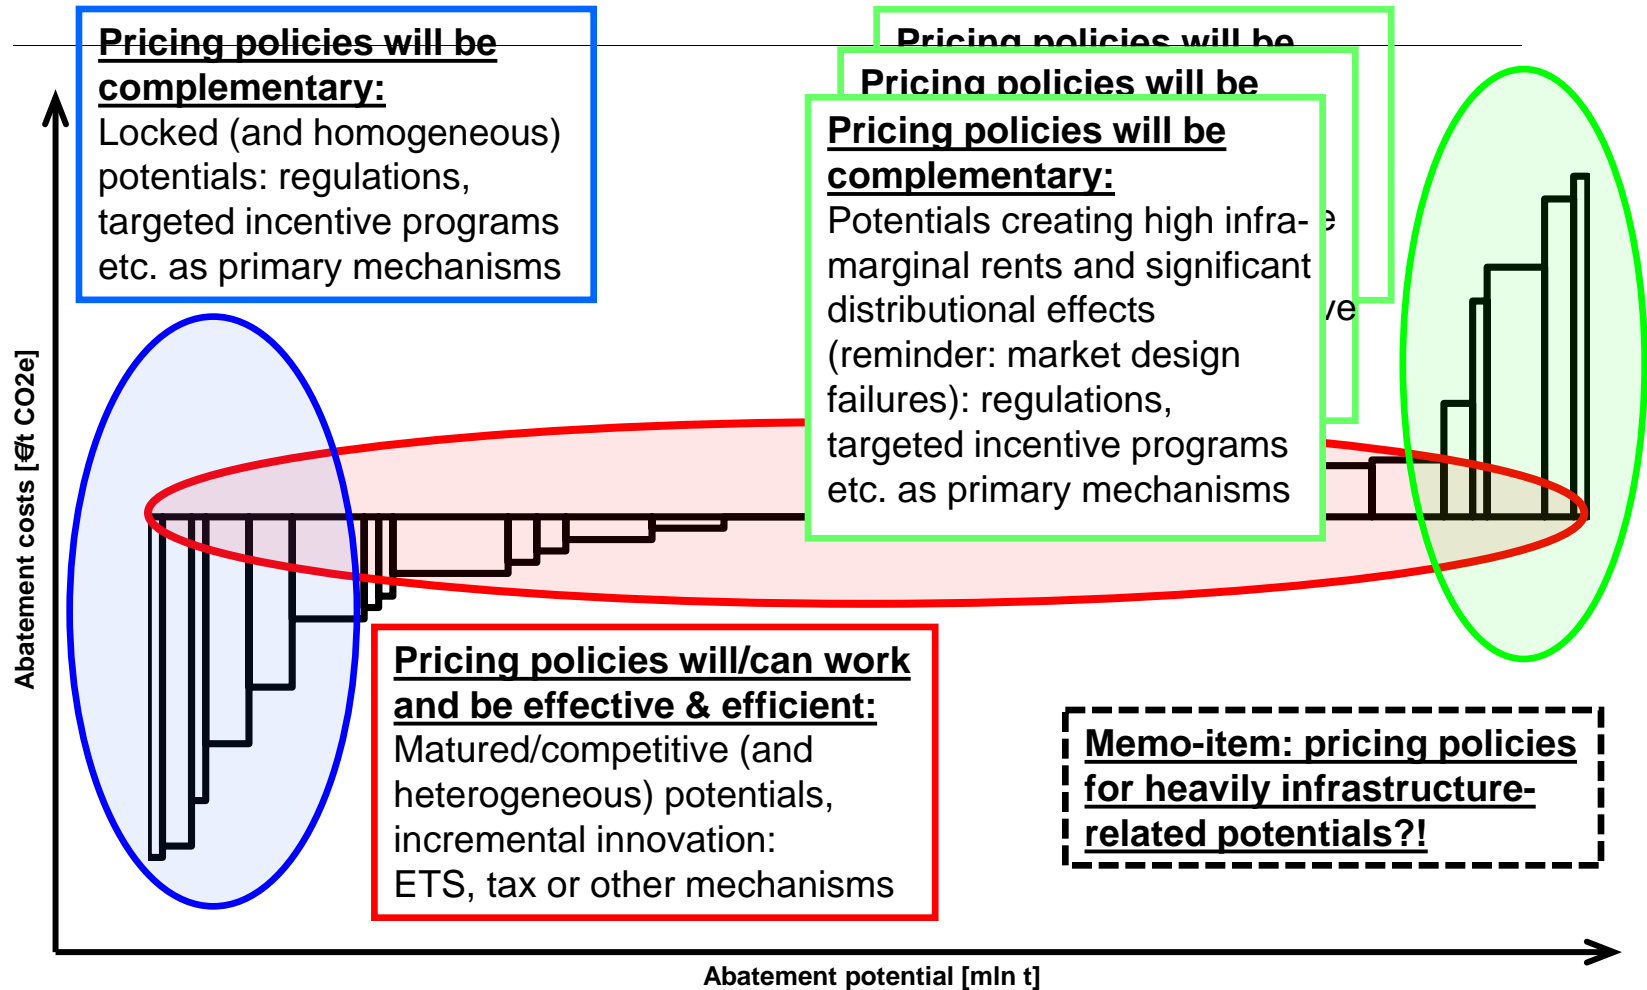 Pricing policies will be
complementary:
Locked (and homogeneous)
potentials: regulations,
targeted incentive programs
etc. as primary mechanisms
Pricing policies will be
Pricing policies will be
Pricing policies will be
complementary:
Potentials creating high infra-
marginal rents and significant
distributional effects
(reminder: market design
failures): regulations,
targeted incentive programs
etc. as primary mechanisms
Abatement costs [€/t CO2e]
Pricing policies will/can work
and be effective & efficient:
Matured/competitive (and
heterogeneous) potentials,
incremental innovation:
ETS, tax or other mechanisms
Memo-item: pricing policies
for heavily infrastructure-
related potentials?!
Abatement potential [mln t]